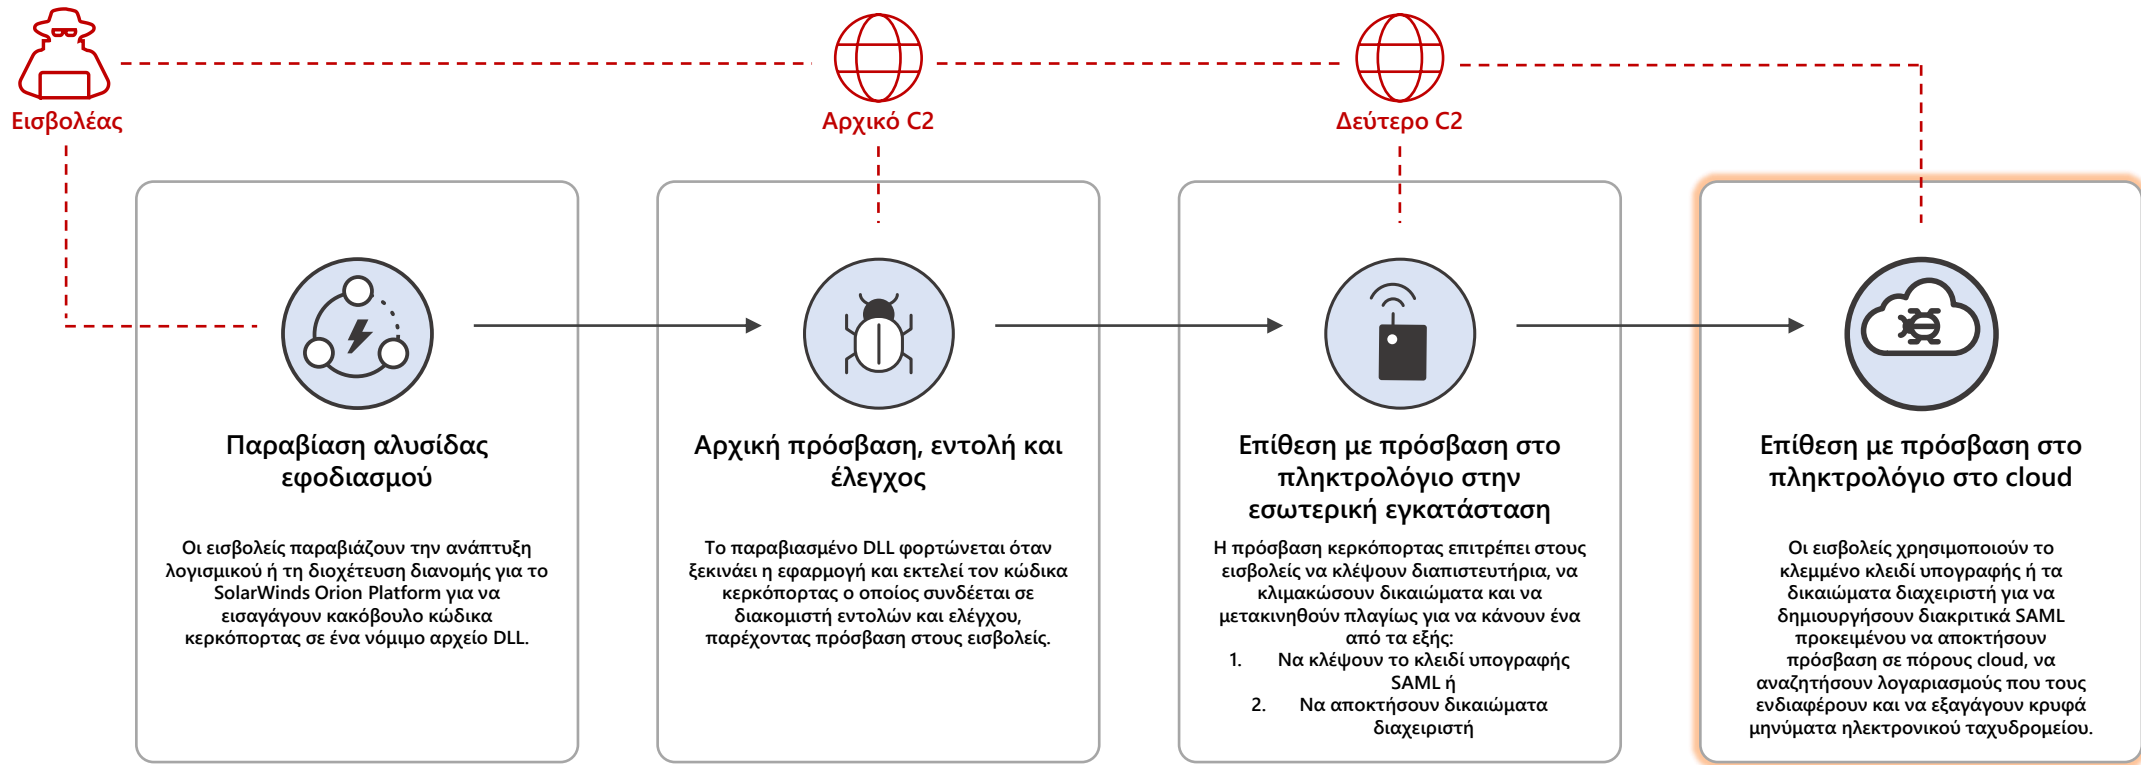 Εισβολέας
Αρχικό C2
Δεύτερο C2
Παραβίαση αλυσίδας
εφοδιασμού
Οι εισβολείς παραβιάζουν την ανάπτυξη
λογισμικού ή τη διοχέτευση διανομής για το
SolarWinds Orion Platform για να
εισαγάγουν κακόβουλο κώδικα
κερκόπορτας σε ένα νόμιμο αρχείο DLL.
Αρχική πρόσβαση, εντολή και
έλεγχος
Το παραβιασμένο DLL φορτώνεται όταν
ξεκινάει η εφαρμογή και εκτελεί τον κώδικα
κερκόπορτας ο οποίος συνδέεται σε
διακομιστή εντολών και ελέγχου,
παρέχοντας πρόσβαση στους εισβολείς.
Επίθεση με πρόσβαση στο
πληκτρολόγιο στην
εσωτερική εγκατάσταση
Η πρόσβαση κερκόπορτας επιτρέπει στους
εισβολείς να κλέψουν διαπιστευτήρια, να
κλιμακώσουν δικαιώματα και να
μετακινηθούν πλαγίως για να κάνουν ένα
από τα εξής:
1. Να κλέψουν το κλειδί υπογραφής
SAML ή
2. Να αποκτήσουν δικαιώματα
διαχειριστή
Επίθεση με πρόσβαση στο
πληκτρολόγιο στο cloud
Οι εισβολείς χρησιμοποιούν το
κλεμμένο κλειδί υπογραφής ή τα
δικαιώματα διαχειριστή για να
δημιουργήσουν διακριτικά SAML
προκειμένου να αποκτήσουν
πρόσβαση σε πόρους cloud, να
αναζητήσουν λογαριασμούς που τους
ενδιαφέρουν και να εξαγάγουν κρυφά
μηνύματα ηλεκτρονικού ταχυδρομείου.